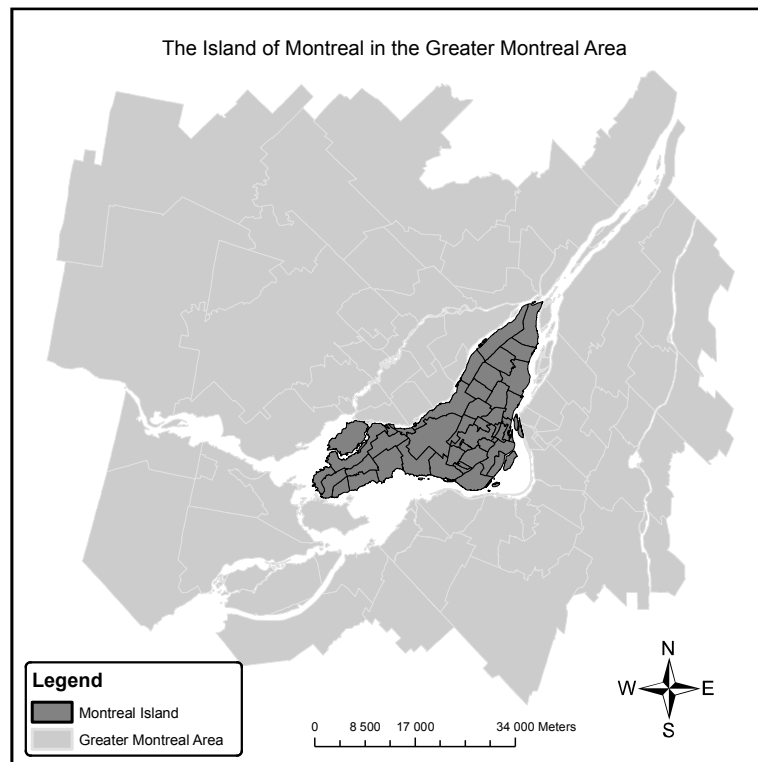 The Island of Montreal in the Greater Montreal Area
N
W E
S
Legend
Montreal Island
Greater Montreal Area
0 8 500 17 000 34 000 Meters